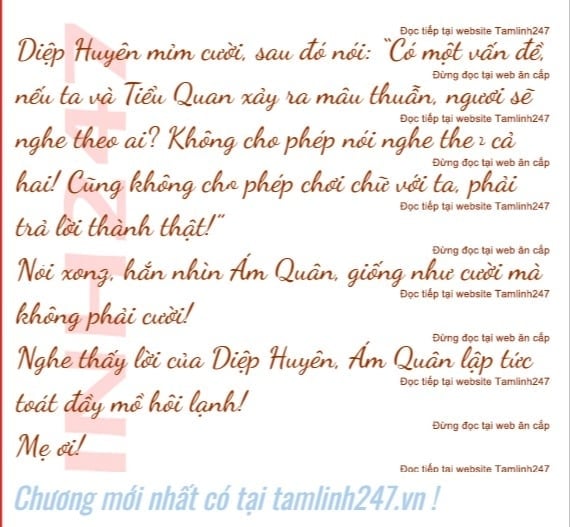 Đọc tiếp tại website Tamlinh247
Diệp Huyên mỉm cười, sau đó nói: “Có một vấn đề,
Đừng đọc tại web ăn cắp
nếu ta và Tiểu Quan xảy ra mâu thuẫn, ngươi sẽ
Đọc tiếp tại website Tamlinh247
nghe theo ai? Không cho phép nói nghe the 2 cả
Đừng đọc tại web ăn cắp
hai! Cũng không cho phép chơi chữ với ta, phải
Đọc tiếp tại website Tamlinh247
trả lời thành thật!”
Đừng đọc tại web ăn cắp
Nói xong, hắn nhìn Ám Quân, giống như cười mà
Đọc tiếp tại website Tamlinh247
không phải cười!
Đừng đọc tại web ăn cắp
Nghe thấy lời của Diệp Huyên, Ám Quân lập tức
Đọc tiếp tại website Tamlinh247
toát đầy mồ hôi lạnh!
Đừng đọc tại web ăn cắp
Mẹ ơi!
Đọc tiếp tại website Tamlinh247
INH247
Chương mới nhất có tại tamlinh247.vn !